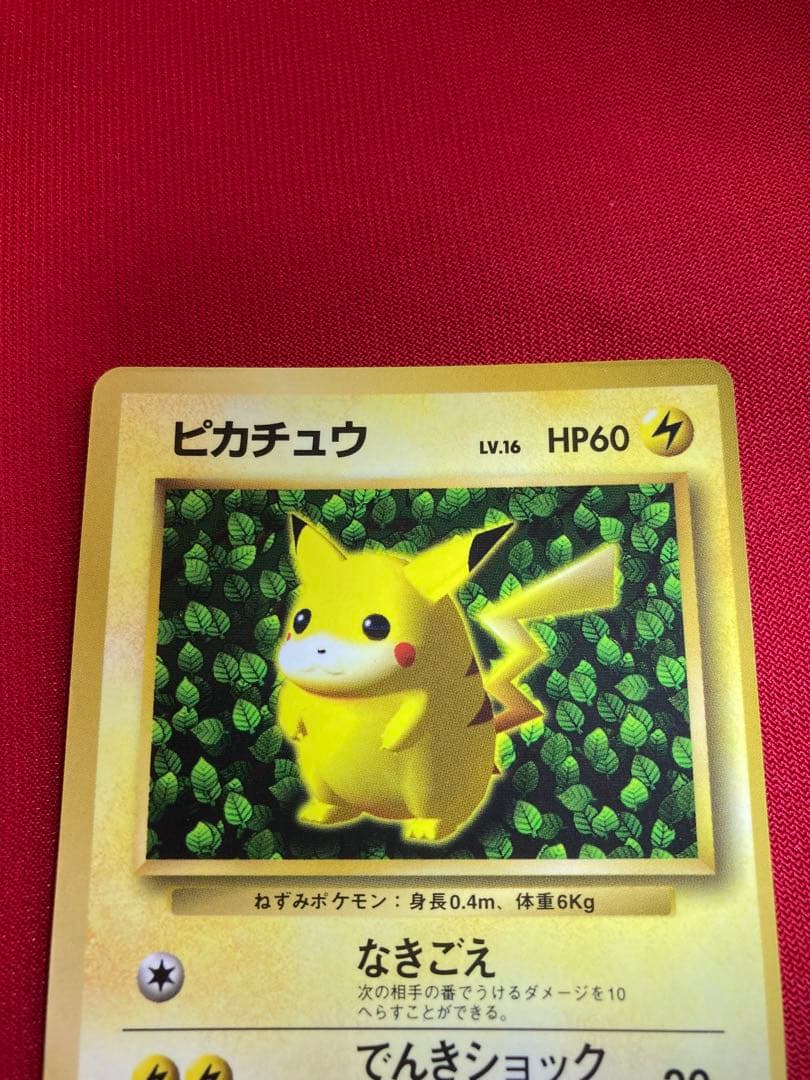 ピカチュウ LV.16 HP60
ねずみポケモン：身長0.4m、体重6Kg
なきごえ
次の相手の番でうけるダメージを10
へらすことができる。
でんきショック